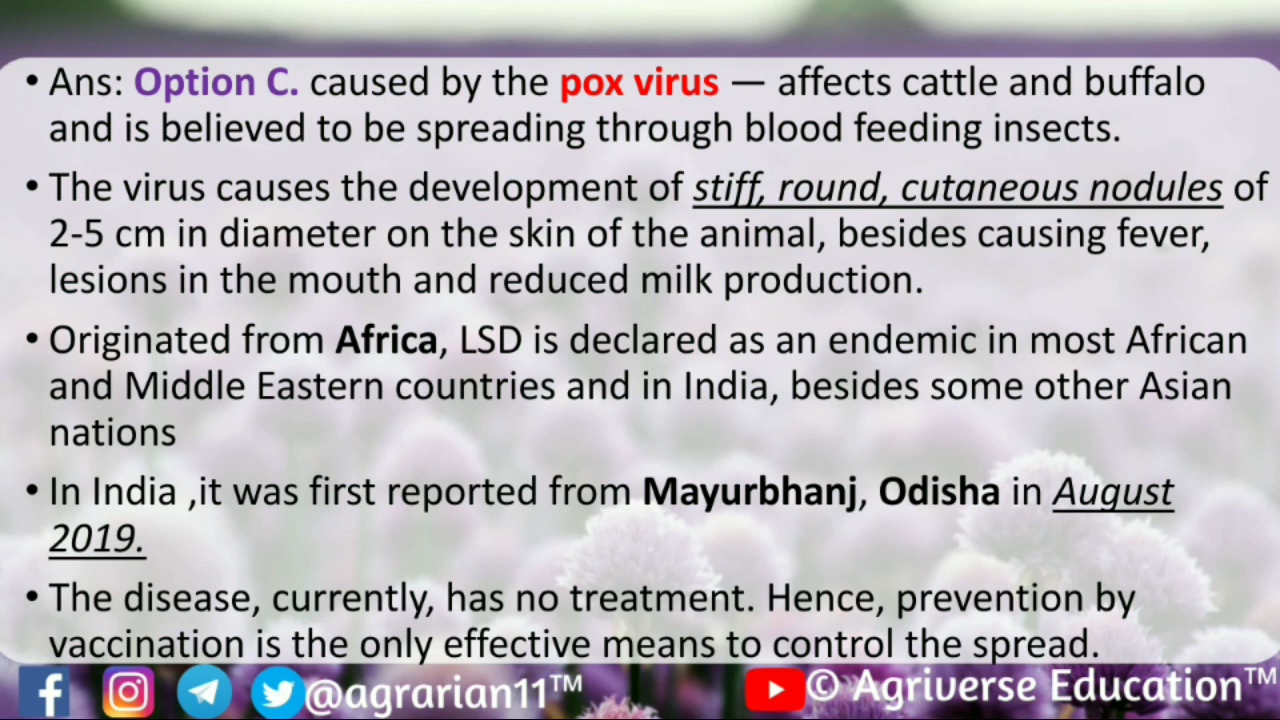 • Ans: Option C. caused by the pox virus — affects cattle and buffalo
and is believed to be spreading through blood feeding insects.
• The virus causes the development of stiff, round, cutaneous nodules of
2-5 cm in diameter on the skin of the animal, besides causing fever,
lesions in the mouth and reduced milk production.
• Originated from Africa, LSD is declared as an endemic in most African
and Middle Eastern countries and in India, besides some other Asian
nations
• In India ,it was first reported from Mayurbhanj, Odisha in August
2019.
• The disease, currently, has no treatment. Hence, prevention by
vaccination is the only effective means to control the spread.
@agrarian11™ © Agriverse Education™